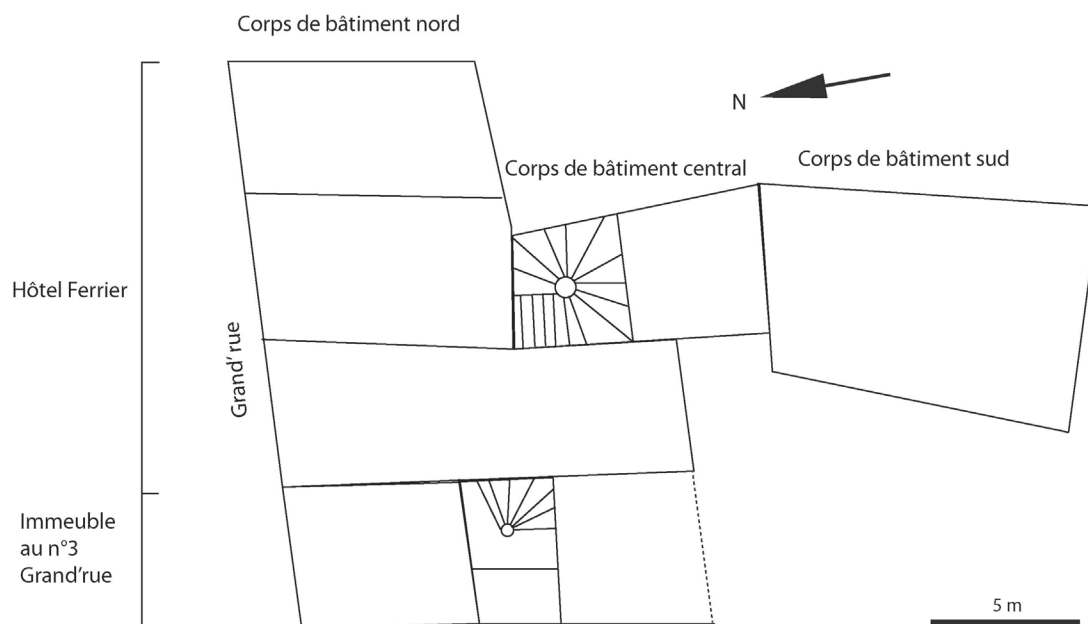 Corps de bâtiment nord
N
Corps de bâtiment central
Corps de bâtiment sud
Hôtel Ferrier
Grand' rue
Immeuble
au n°3
Grand'rue
5 m